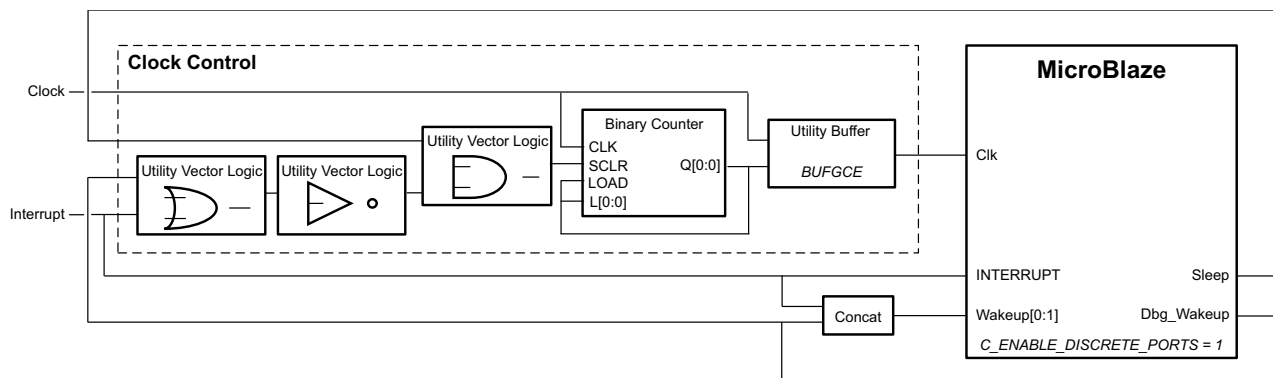 Clock Control
MicroBlaze
Clock
Binary Counter
Utility Buffer
Utility Vector Logic
CLK
SCLR
Q[0:0]
Clk
Utility Vector Logic
Utility Vector Logic
LOAD
BUFGCE
L[0:0]
Interrupt
INTERRUPT
Sleep
Concat
Wakeup[0:1]
Dbg_Wakeup
C_ENABLE_DISCRETE_PORTS = 1